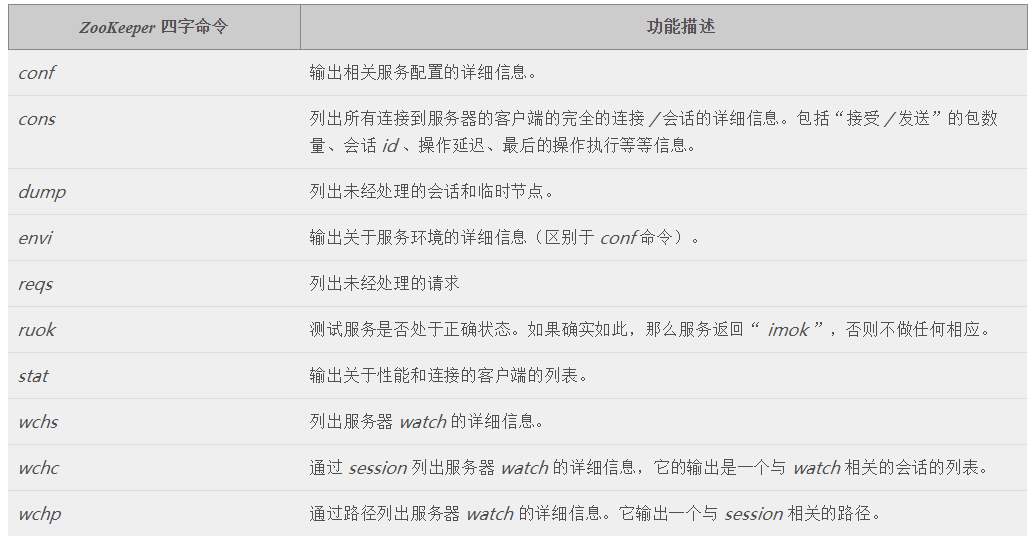 ZooKeeper 四字命令 功能描述
conf 输出相关服务配置的详细信息。
cons 列出所有连接到服务器的客户端的完全的连接 / 会话的详细信息。包括“接受 / 发送”的包数
量、会话 id 、操作延迟、最后的操作执行等等信息。
dump 列出未经处理的会话和临时节点。
envi 输出关于服务环境的详细信息（区别于 conf 命令）。
reqs 列出未经处理的请求
ruok 测试服务是否处于正确状态。如果确实如此，那么服务返回“ imok ”，否则不做任何相应。
stat 输出关于性能和连接的客户端的列表。
wchs 列出服务器 watch 的详细信息。
wchc 通过 session 列出服务器 watch 的详细信息，它的输出是一个与 watch 相关的会话的列表。
wchp 通过路径列出服务器 watch 的详细信息。它输出一个与 session 相关的路径。